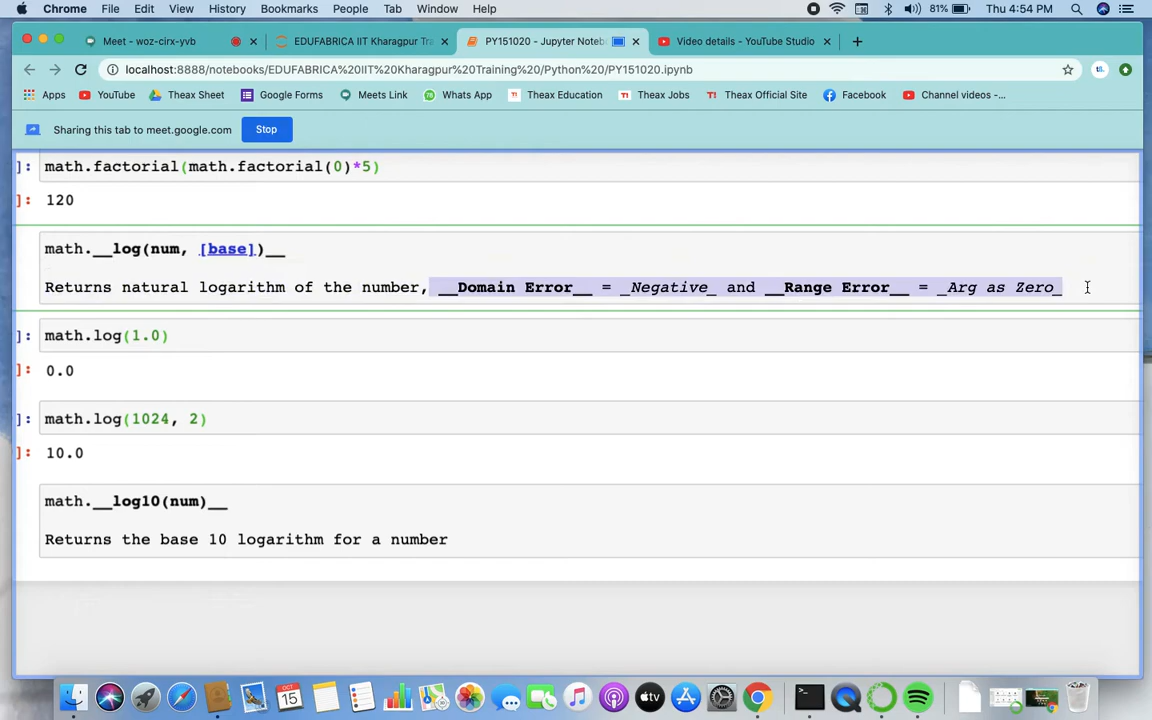 Chrome File Edit View History Bookmarks People Tab Window Help 81% Thu 4:54 PM
Meet - woz-cirx-yvb EDUFABRICA IIT Kharagpur Tra PY151020 - Jupyter Noteb Video details - YouTube Studio
localhost:8888/notebooks/EDUFABRICA%20IIT%20Kharagpur%20Training%20/Python%20/PY151020.ipynb
Apps YouTube Theax Sheet Google Forms Meets Link Whats App Theax Education Theax Jobs Theax Official Site Facebook Channel videos -...
Sharing this tab to meet.google.com Stop
]: math.factorial(math.factorial(0)*5)
]: 120
math.__log(num, [base])__
Returns natural logarithm of the number, __Domain Error__ = _Negative_ and __Range Error__ = _Arg as Zero_
]: math.log(1.0)
]: 0.0
]: math.log(1024, 2)
]: 10.0
math.__log10(num)__
Returns the base 10 logarithm for a number